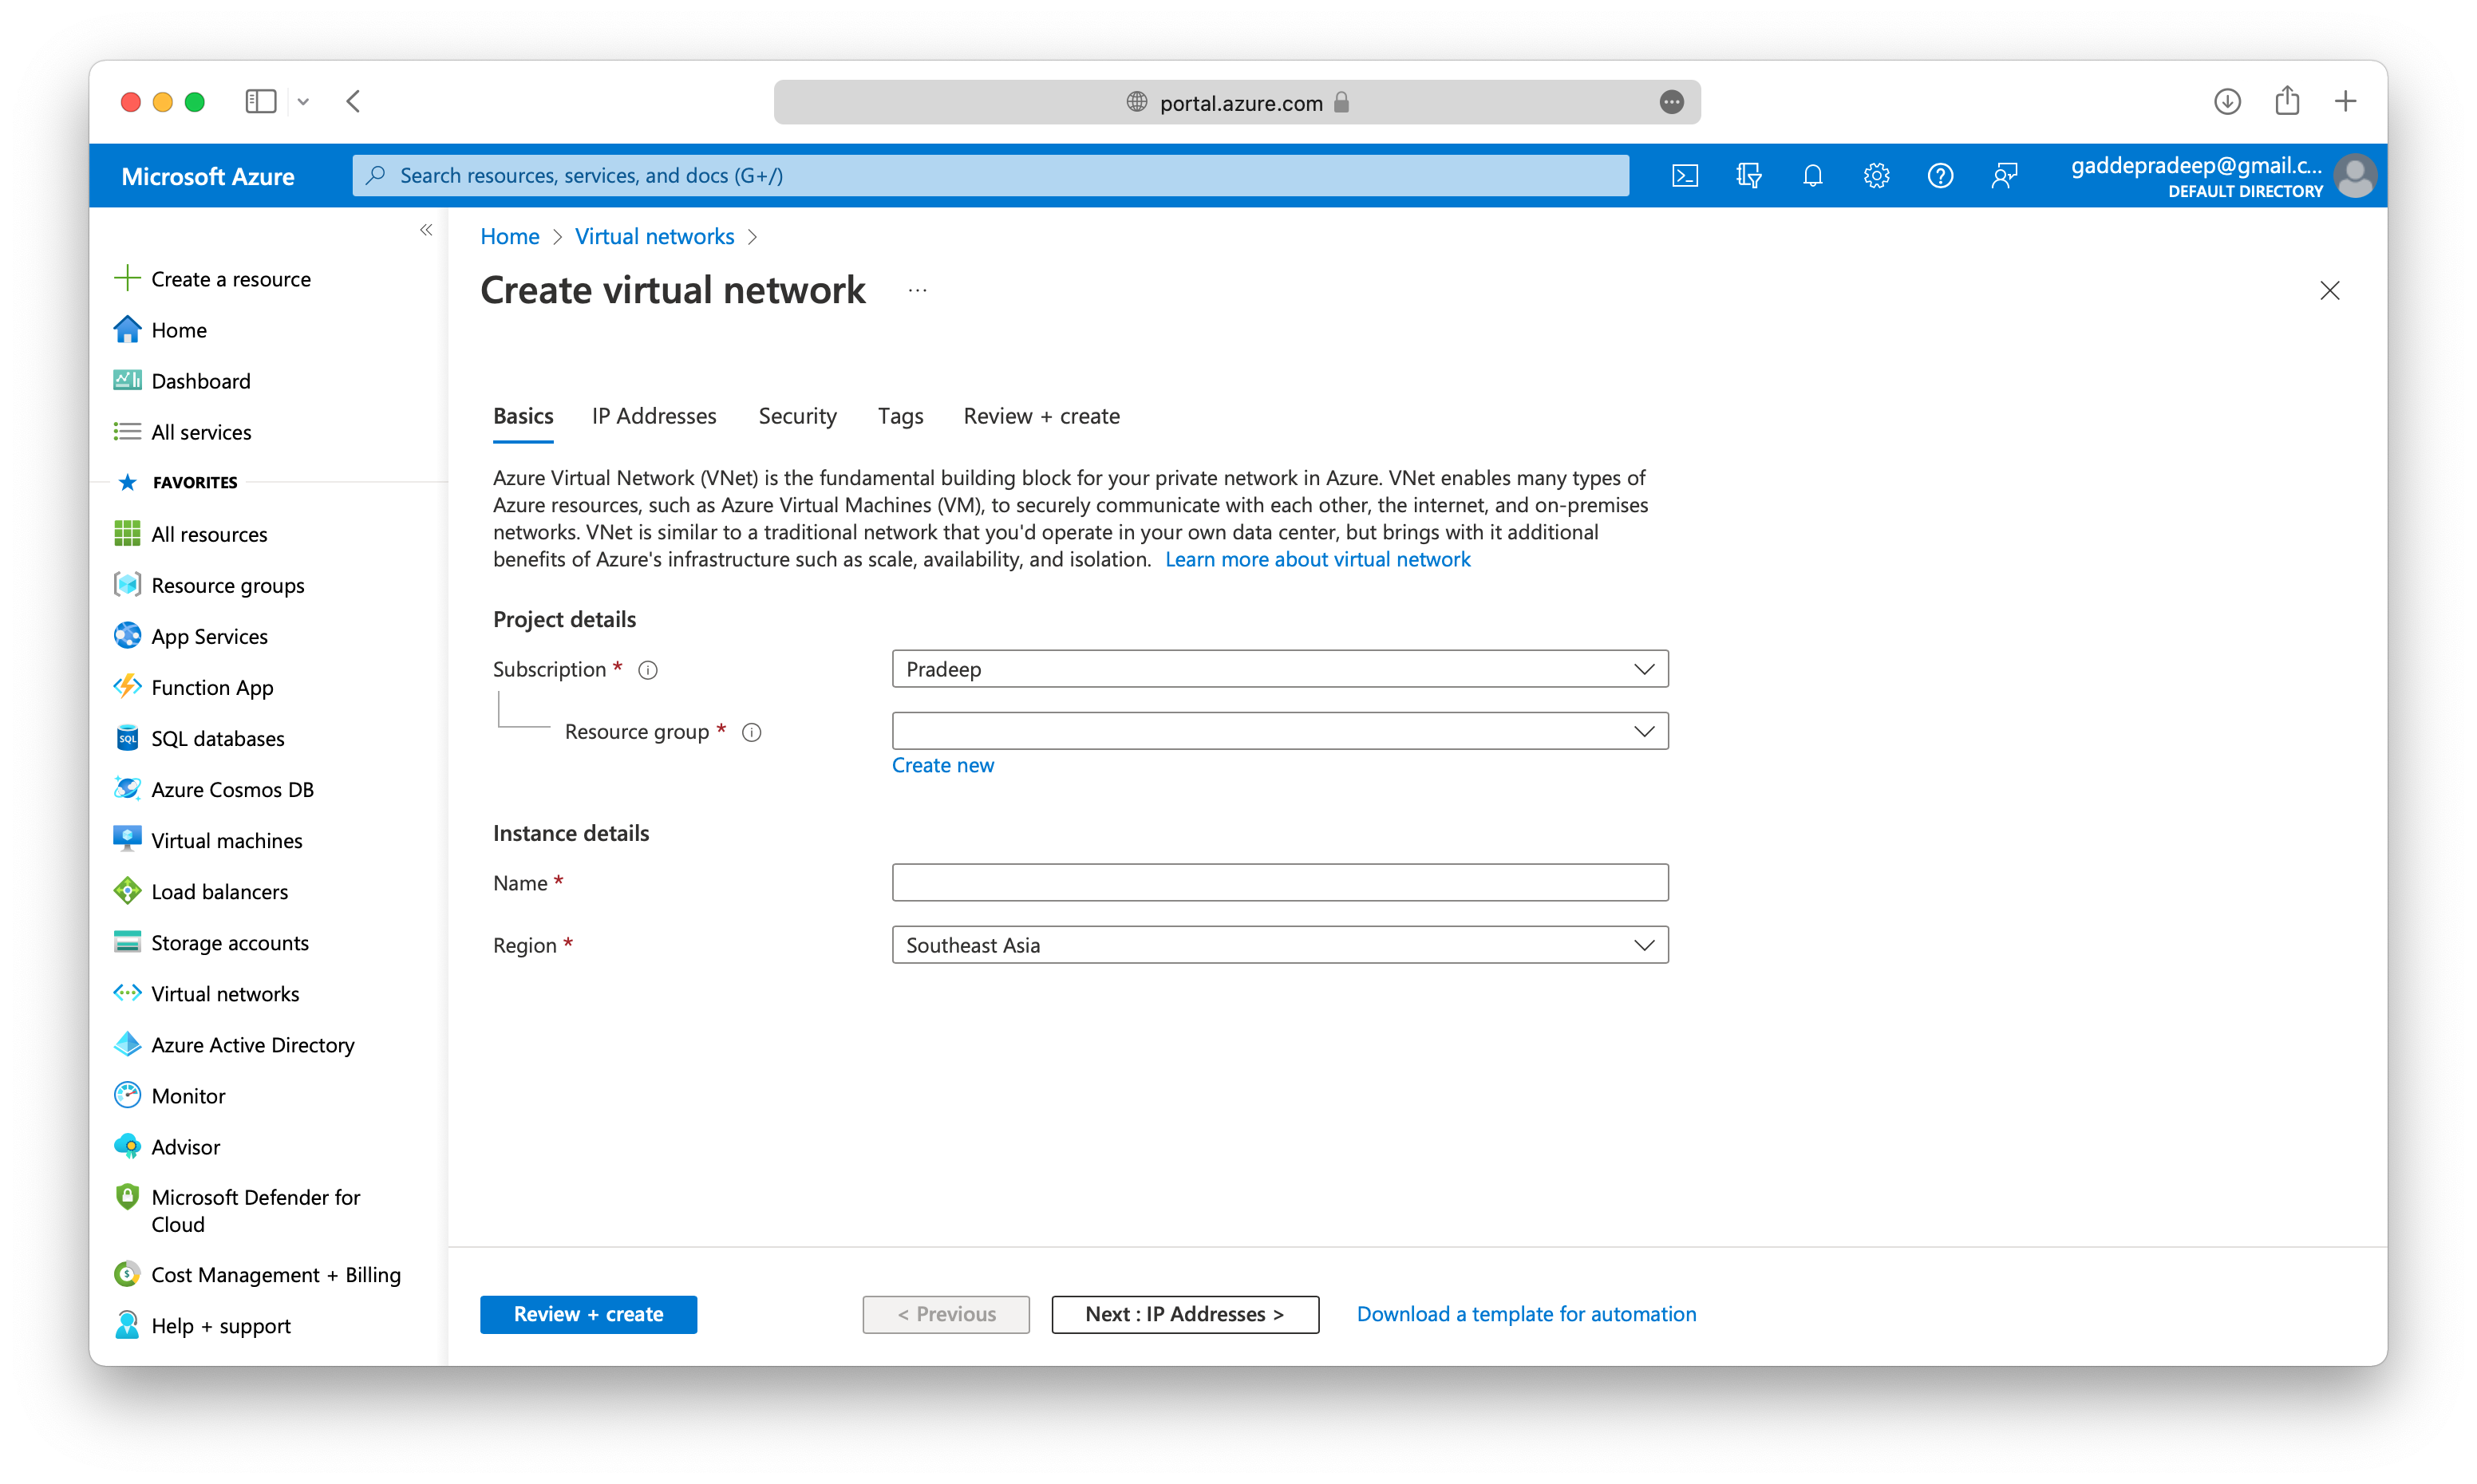 portal.azure.com
Microsoft Azure
Search resources, services, and docs (G+/)
gaddepradeep@gmail.c...
DEFAULT DIRECTORY
Create a resource
Home
Dashboard
All services
FAVORITES
All resources
Resource groups
App Services
Function App
SQL
SQL databases
Azure Cosmos DB
Virtual machines
Load balancers
Storage accounts
Virtual networks
Azure Active Directory
Monitor
Advisor
Microsoft Defender for
Cloud
Cost Management + Billing
Help + support
Home > Virtual networks >
Create virtual network ...
Basics IP Addresses Security Tags Review + create
Azure Virtual Network (VNet) is the fundamental building block for your private network in Azure. VNet enables many types of
Azure resources, such as Azure Virtual Machines (VM), to securely communicate with each other, the internet, and on-premises
networks. VNet is similar to a traditional network that you'd operate in your own data center, but brings with it additional
benefits of Azure's infrastructure such as scale, availability, and isolation. Learn more about virtual network
Project details
Subscription * Pradeep
Resource group *
Create new
Instance details
Name *
Region * Southeast Asia
Review + create < Previous Next : IP Addresses > Download a template for automation